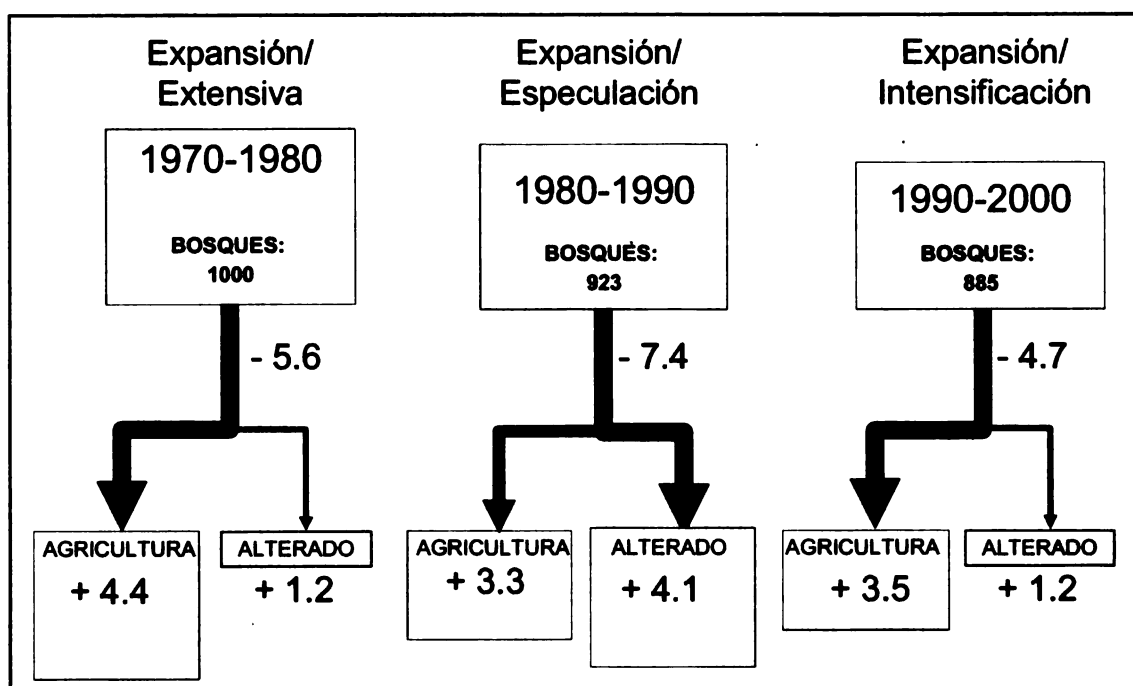 Expansión/
Extensiva
1970-1980
BOSQUES:
1000
- 5.6
AGRICULTURA
+ 4.4
ALTERADO
+ 1.2
Expansión/
Especulación
1980-1990
BOSQUES:
923
- 7.4
AGRICULTURA
+ 3.3
ALTERADO
+ 4.1
Expansión/
Intensificación
1990-2000
BOSQUES:
885
- 4.7
AGRICULTURA
+ 3.5
ALTERADO
+ 1.2